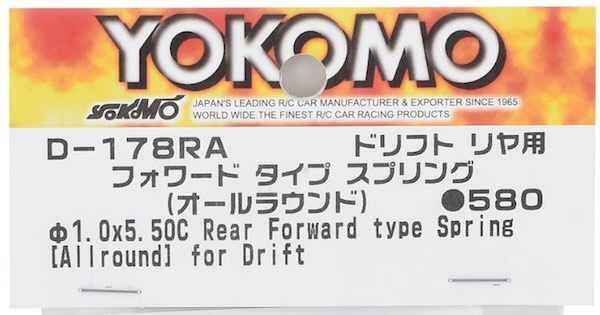 YOKOMO
YOKOMO JAPAN'S LEADING R/C CAR MANUFACTURER & EXPORTER SINCE 1965
WORLD WIDE THE FINEST R/C CAR RACING PRODUCTS
D-178RA ドリフト リヤ用
フォワード タイプ スプリング
(オールラウンド) ●580
Φ1.0x5.50C Rear Forward type Spring
[Allround] for Drift